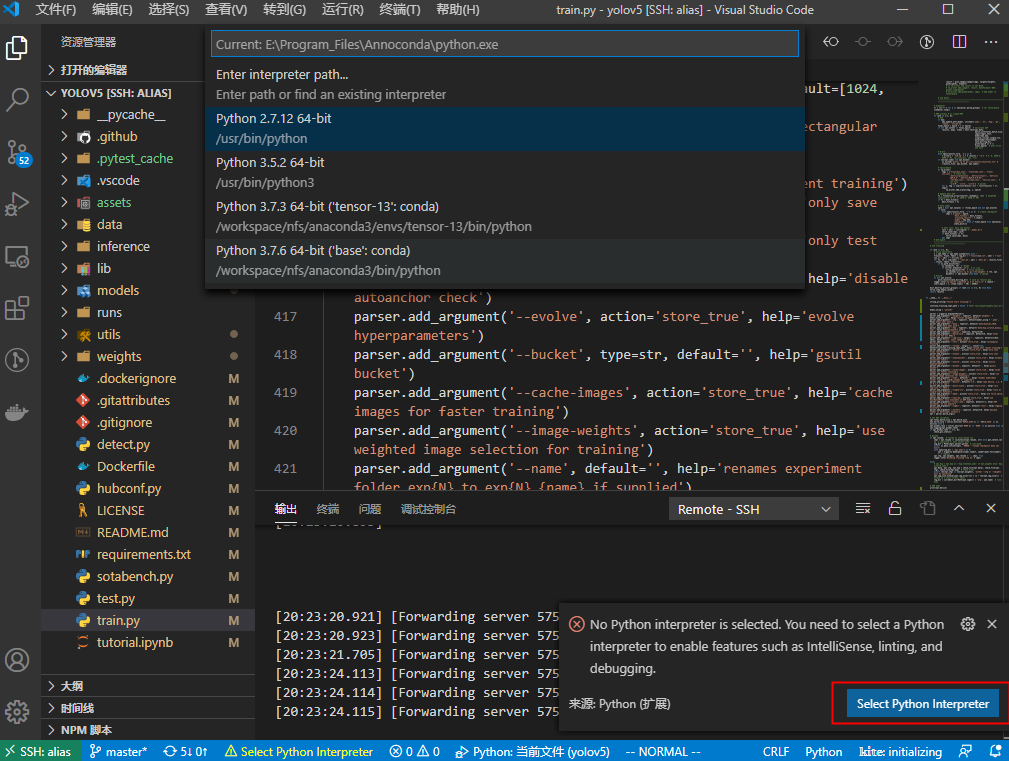 文件(F) 编辑(E) 选择(S) 查看(V) 转到(G) 运行(R) 终端(T) 帮助(H) train.py - yolov5 [SSH: alias] - Visual Studio Code
资源管理器
打开的编辑器
YOLOV5 [SSH: ALIAS]
__pycache__
.github
.pytest_cache
.vscode
assets
data
inference
lib
models
runs
utils
weights
.dockerignore M
.gitattributes M
.gitignore M
detect.py M
Dockerfile M
hubconf.py M
LICENSE M
README.md M
requirements.txt M
sotabench.py M
test.py M
train.py M
tutorial.ipynb M
大纲
时间线
NPM 脚本
52
Current: E:\Program_Files\Annoconda\python.exe
Enter interpreter path...
Enter path or find an existing interpreter
Python 2.7.12 64-bit
/usr/bin/python
Python 3.5.2 64-bit
/usr/bin/python3
Python 3.7.3 64-bit ('tensor-13': conda)
/workspace/nfs/anaconda3/envs/tensor-13/bin/python
Python 3.7.6 64-bit ('base': conda)
/workspace/nfs/anaconda3/bin/python
ault=[1024,
ectangular
ent training')
only save
only test
help='disable
autoanchor check')
417 parser.add_argument('--evolve', action='store_true', help='evolve
hyperparameters')
418 parser.add_argument('--bucket', type=str, default='', help='gsutil
bucket')
419 parser.add_argument('--cache-images', action='store_true', help='cache
images for faster training')
420 parser.add_argument('--image-weights', action='store_true', help='use
weighted image selection for training')
421 parser.add_argument('--name', default='', help='renames experiment
folder exp{N} to exp{N}_{name} if supplied')
输出 终端 问题 调试控制台 Remote - SSH
[20:23:20.921] [Forwarding server 575
[20:23:20.923] [Forwarding server 575
[20:23:21.705] [Forwarding server 575
[20:23:24.113] [Forwarding server 575
[20:23:24.114] [Forwarding server 575
[20:23:24.115] [Forwarding server 575
No Python interpreter is selected. You need to select a Python
interpreter to enable features such as IntelliSense, linting, and
debugging.
来源: Python (扩展)
Select Python Interpreter
SSH: alias master* 5↓ 0↑ Select Python Interpreter 0 0 Python: 当前文件 (yolov5) -- NORMAL -- CRLF Python kite: initializing